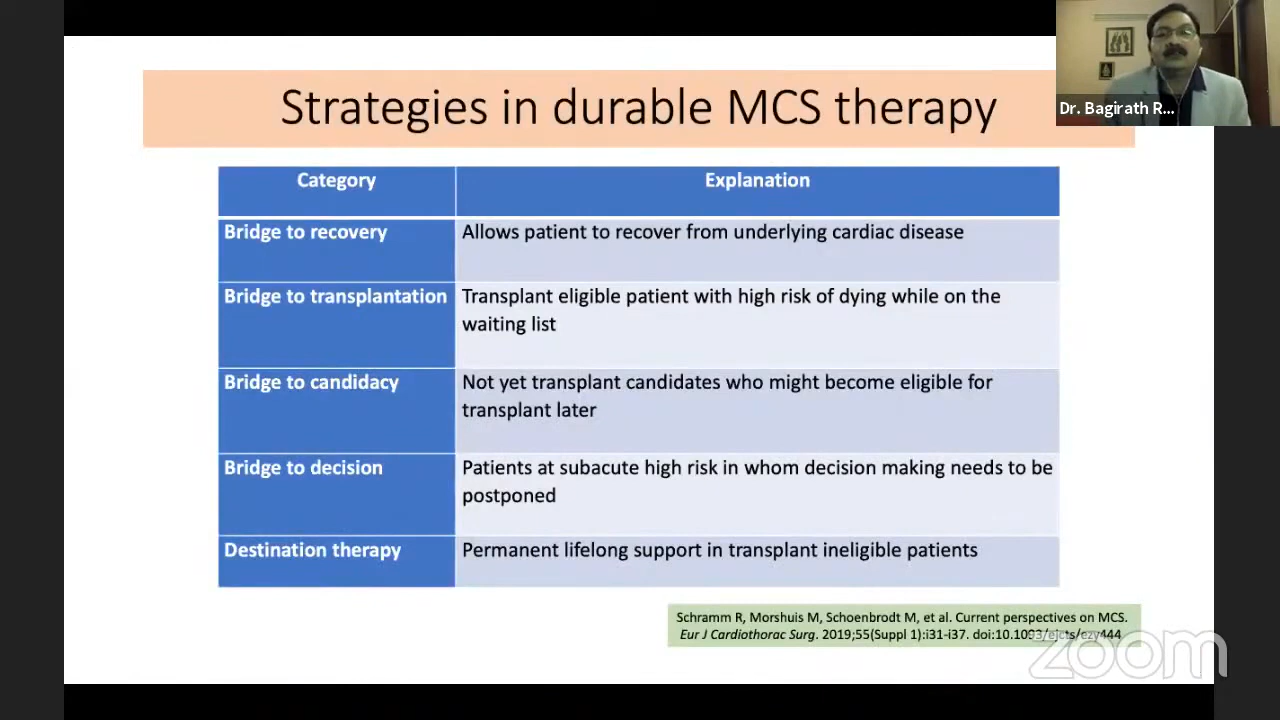 Strategies in durable MCS therapy
Dr. Bagirath R...
Category Explanation
Bridge to recovery Allows patient to recover from underlying cardiac disease
Bridge to transplantation Transplant eligible patient with high risk of dying while on the
waiting list
Bridge to candidacy Not yet transplant candidates who might become eligible for
transplant later
Bridge to decision Patients at subacute high risk in whom decision making needs to be
postponed
Destination therapy Permanent lifelong support in transplant ineligible patients
Schramm R, Morshuis M, Schoenbrodt M, et al. Current perspectives on MCS.
Eur J Cardiothorac Surg. 2019;55(Suppl 1):i31-i37. doi:10.1093/ejcts/ezy444
zoom